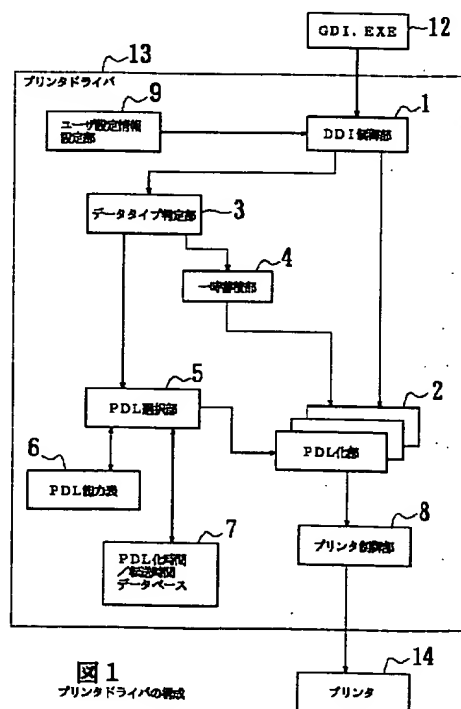 GDI.EXE
12
13
プリンタドライバ
9
ユーザ設定情報
設定部
1
DDI制御部
データタイプ判定部
3
4
一時蓄積部
5
PDL選択部
2
PDL化部
6
PDL能力表
7
PDL化時間
/転送時間
データベース
8
プリンタ制御部
図1
プリンタドライバの構成
14
プリンタ